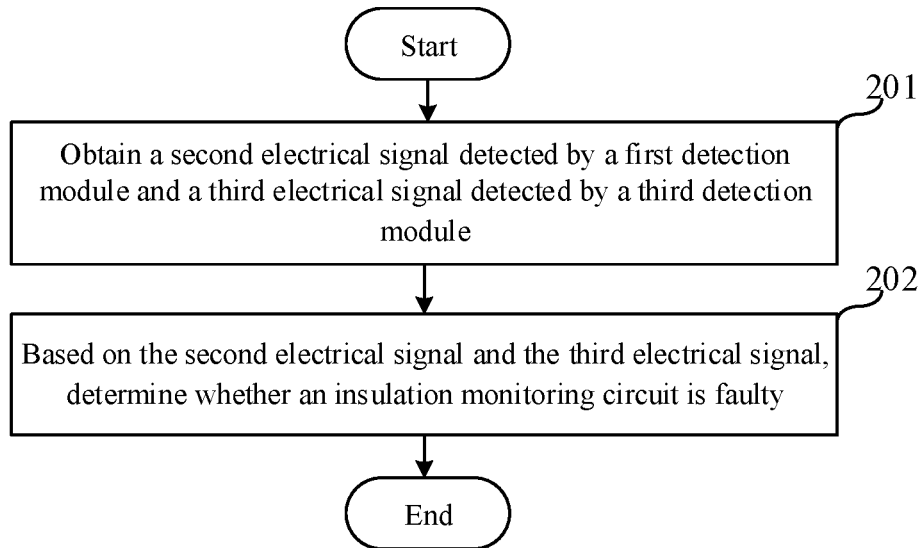 Start
201
Obtain a second electrical signal detected by a first detection
module and a third electrical signal detected by a third detection
module
202
Based on the second electrical signal and the third electrical signal,
determine whether an insulation monitoring circuit is faulty
End